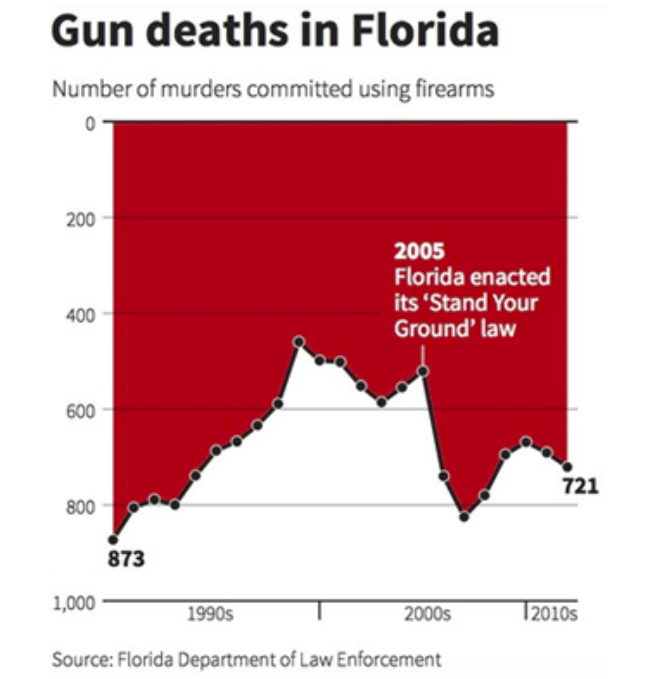 Gun deaths in Florida
Number of murders committed using firearms
0
200
2005
Florida enacted
its ‘Stand Your
Ground’ law
400
600
721
800
873
1,000
1990s
2000s
2010s
Source: Florida Department of Law Enforcement